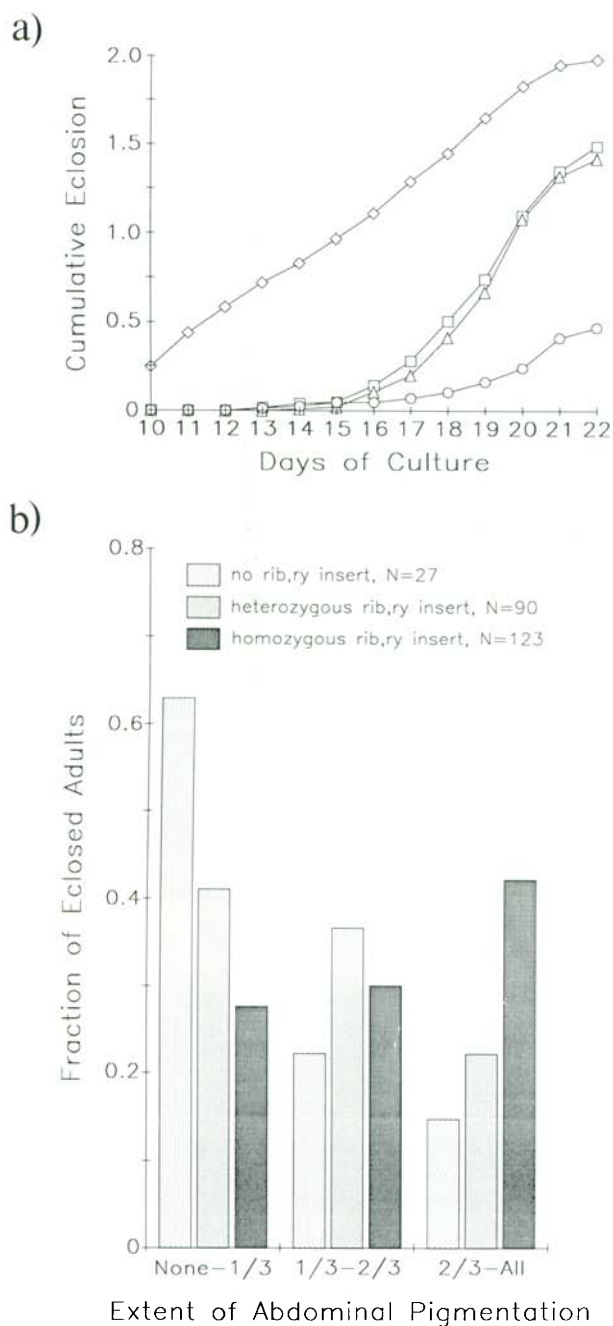 a)
2.0
1.5
1.0
0.5
0
Cumulative Eclosion
10 11 12 13 14 15 16 17 18 19 20 21 22
Days of Culture
b)
0.8
0.6
0.4
0.2
0
Fraction of Eclosed Adults
no rib,ry insert, N=27
heterozygous rib,ry insert, N=90
homozygous rib,ry insert, N=123
None-1/3 1/3-2/3 2/3-All
Extent of Abdominal Pigmentation